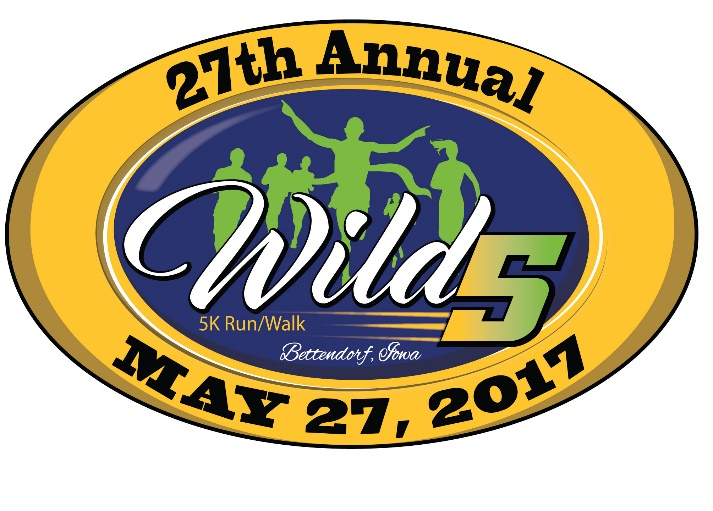 27th Annual
Wild 5
5K Run/Walk
Bettendorf, Iowa
MAY 27, 2017